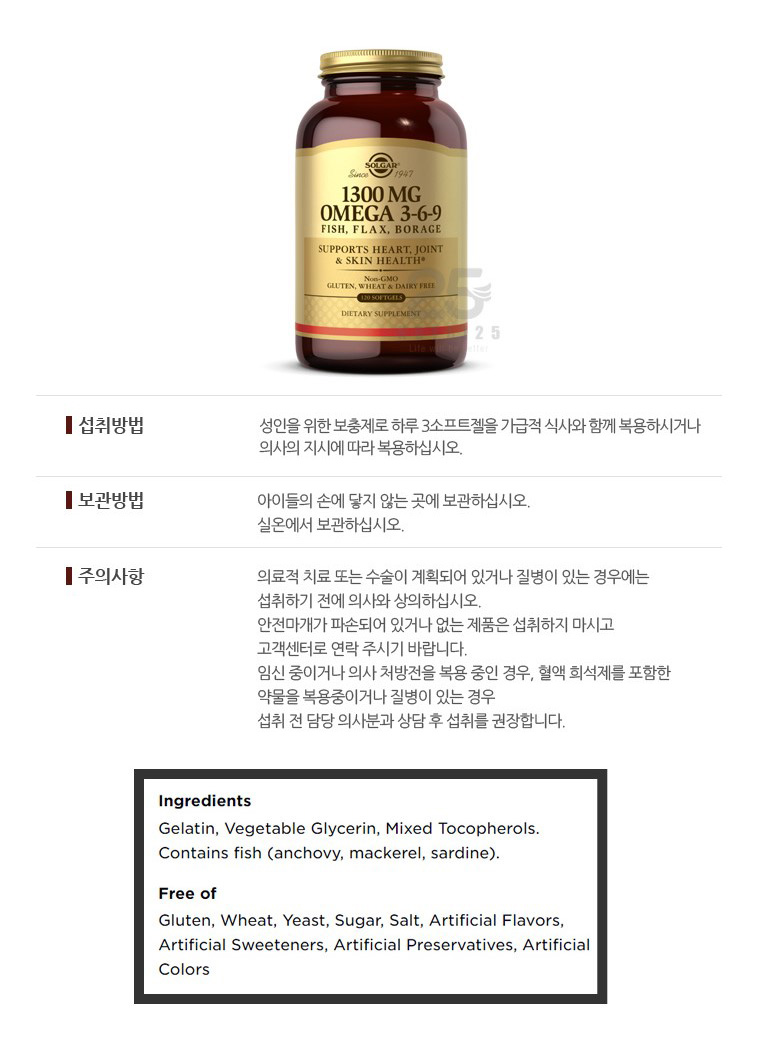 SOLGAR
Since 1947
1300 MG
OMEGA 3-6-9
FISH, FLAX, BORAGE
SUPPORTS HEART, JOINT
& SKIN HEALTH*
Non-GMO
GLUTEN, WHEAT & DAIRY FREE
120 SOFTGELS
DIETARY SUPPLEMENT
25
섭취방법
성인을 위한 보충제로 하루 3소프트젤을 가급적 식사와 함께 복용하시거나
의사의 지시에 따라 복용하십시오.
보관방법
아이들의 손에 닿지 않는 곳에 보관하십시오.
실온에서 보관하십시오.
주의사항
의료적 치료 또는 수술이 계획되어 있거나 질병이 있는 경우에는
섭취하기 전에 의사와 상의하십시오.
안전마개가 파손되어 있거나 없는 제품은 섭취하지 마시고
고객센터로 연락 주시기 바랍니다.
임신 중이거나 의사 처방전을 복용 중인 경우, 혈액 희석제를 포함한
약물을 복용중이거나 질병이 있는 경우
섭취 전 담당 의사분과 상담 후 섭취를 권장합니다.
Ingredients
Gelatin, Vegetable Glycerin, Mixed Tocopherols.
Contains fish (anchovy, mackerel, sardine).
Free of
Gluten, Wheat, Yeast, Sugar, Salt, Artificial Flavors,
Artificial Sweeteners, Artificial Preservatives, Artificial
Colors